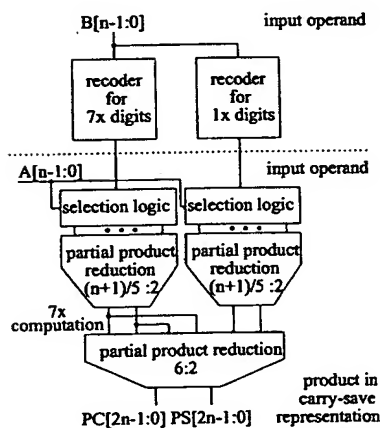 B[n-1:0]
input operand
recoder
for
7x digits
recoder
for
1x digits
input operand
A[n-1:0]
selection logic
selection logic
partial product
reduction
(n+1)/5 :2
partial product
reduction
(n+1)/5 :2
7x
computation
partial product reduction
6:2
product in
carry-save
representation
PC[2n-1:0] PS[2n-1:0]